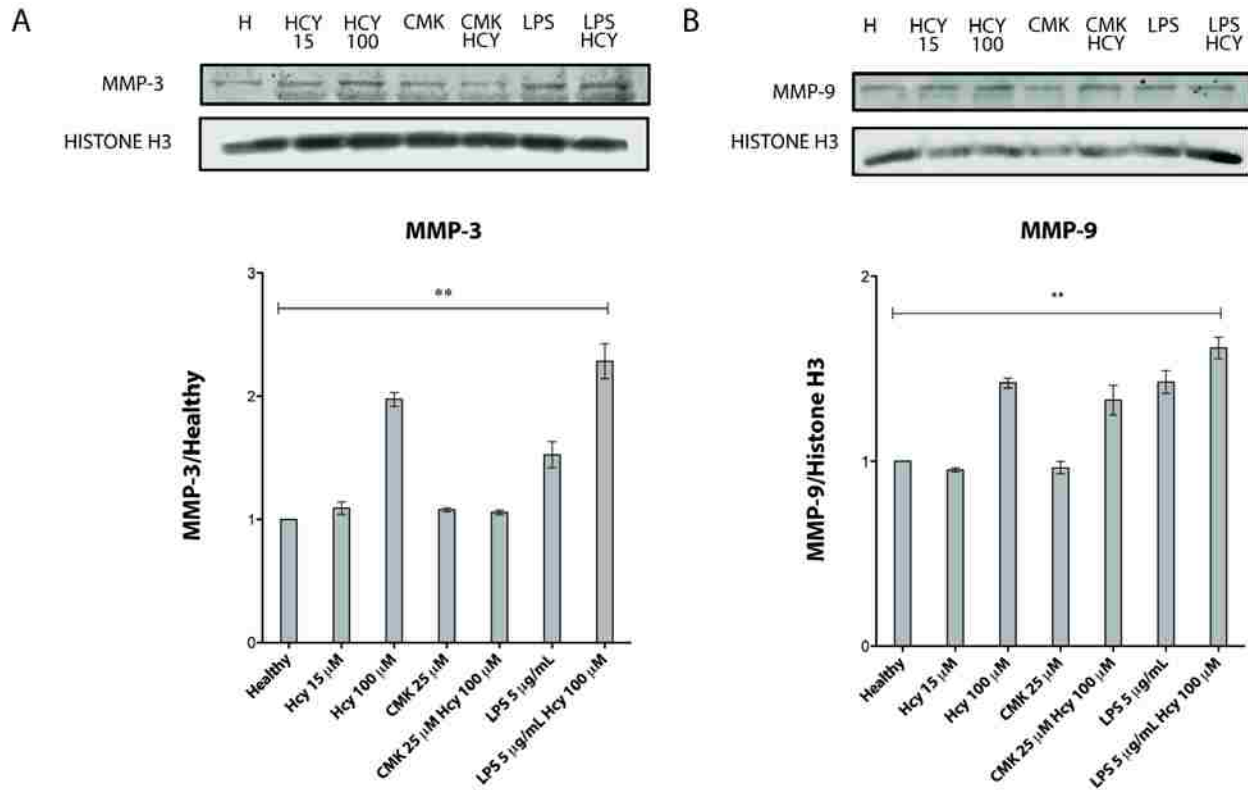 A
H HCY 15 HCY 100 CMK CMK HCY LPS LPS HCY
MMP-3
HISTONE H3
MMP-3
MMP-3/Healthy
3
**
2
1
0
Healthy
Hcy 15 μM
Hcy 100 μM
CMK 25 μM
CMK 25 μM Hcy 100 μM
LPS 5 μg/mL
LPS 5 μg/mL Hcy 100 μM
B
H HCY 15 HCY 100 CMK CMK HCY LPS LPS HCY
MMP-9
HISTONE H3
MMP-9
MMP-9/Histone H3
2
**
1
0
Healthy
Hcy 15 μM
Hcy 100 μM
CMK 25 μM
CMK 25 μM Hcy 100 μM
LPS 5 μg/mL
LPS 5 μg/mL Hcy 100 μM